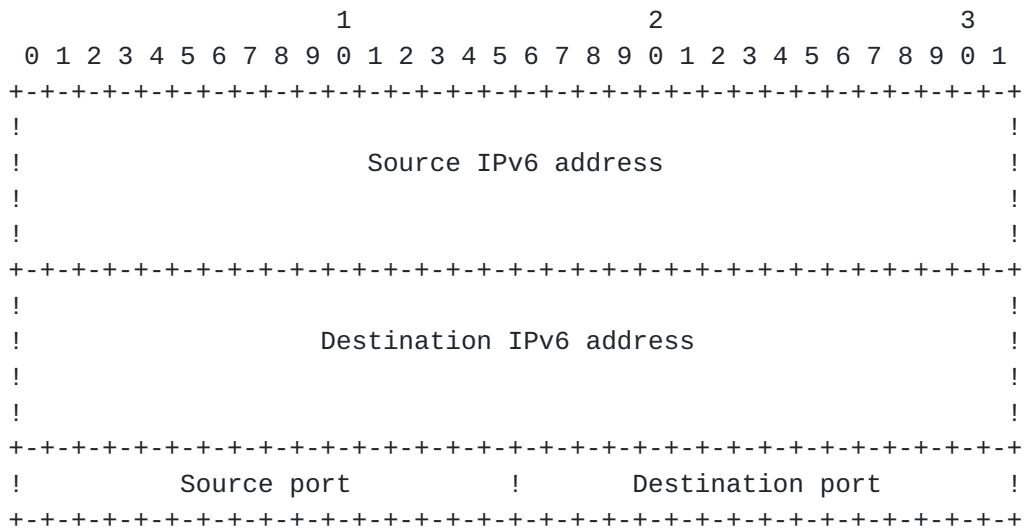 1                   2                   3
 0 1 2 3 4 5 6 7 8 9 0 1 2 3 4 5 6 7 8 9 0 1 2 3 4 5 6 7 8 9 0 1
+-+-+-+-+-+-+-+-+-+-+-+-+-+-+-+-+-+-+-+-+-+-+-+-+-+-+-+-+-+-+-+-+
!                                                               !
!                      Source IPv6 address                      !
!                                                               !
!                                                               !
+-+-+-+-+-+-+-+-+-+-+-+-+-+-+-+-+-+-+-+-+-+-+-+-+-+-+-+-+-+-+-+-+
!                                                               !
!                   Destination IPv6 address                    !
!                                                               !
!                                                               !
+-+-+-+-+-+-+-+-+-+-+-+-+-+-+-+-+-+-+-+-+-+-+-+-+-+-+-+-+-+-+-+-+
!          Source port          !       Destination port        !
+-+-+-+-+-+-+-+-+-+-+-+-+-+-+-+-+-+-+-+-+-+-+-+-+-+-+-+-+-+-+-+-+